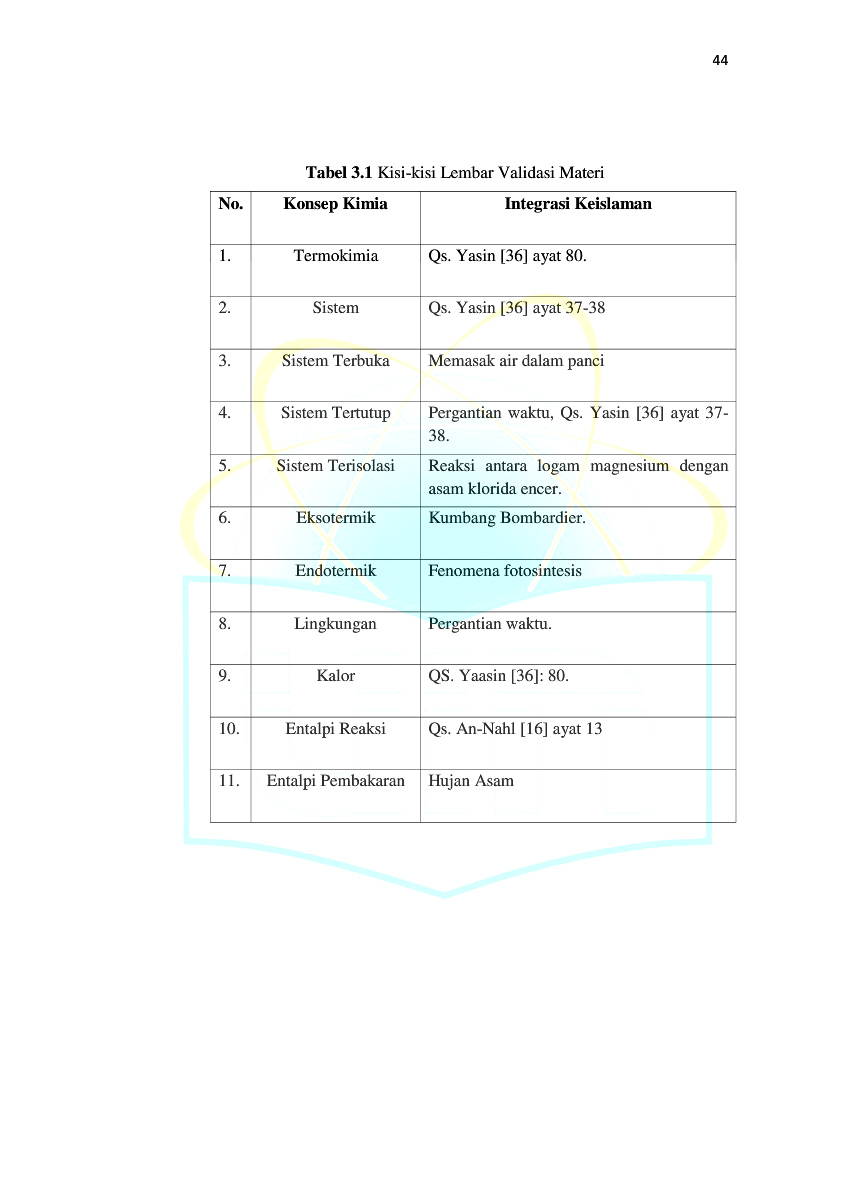 44
Tabel 3.1 Kisi-kisi Lembar Validasi Materi
No. Konsep Kimia Integrasi Keislaman
1. Termokimia Qs. Yasin [36] ayat 80.
2. Sistem Qs. Yasin [36] ayat 37-38
3. Sistem Terbuka Memasak air dalam panci
4. Sistem Tertutup Pergantian waktu, Qs. Yasin [36] ayat 37-
38.
5. Sistem Terisolasi Reaksi antara logam magnesium dengan
asam klorida encer.
6. Eksotermik Kumbang Bombardier.
7. Endotermik Fenomena fotosintesis
8. Lingkungan Pergantian waktu.
9. Kalor QS. Yaasin [36]: 80.
10. Entalpi Reaksi Qs. An-Nahl [16] ayat 13
11. Entalpi Pembakaran Hujan Asam